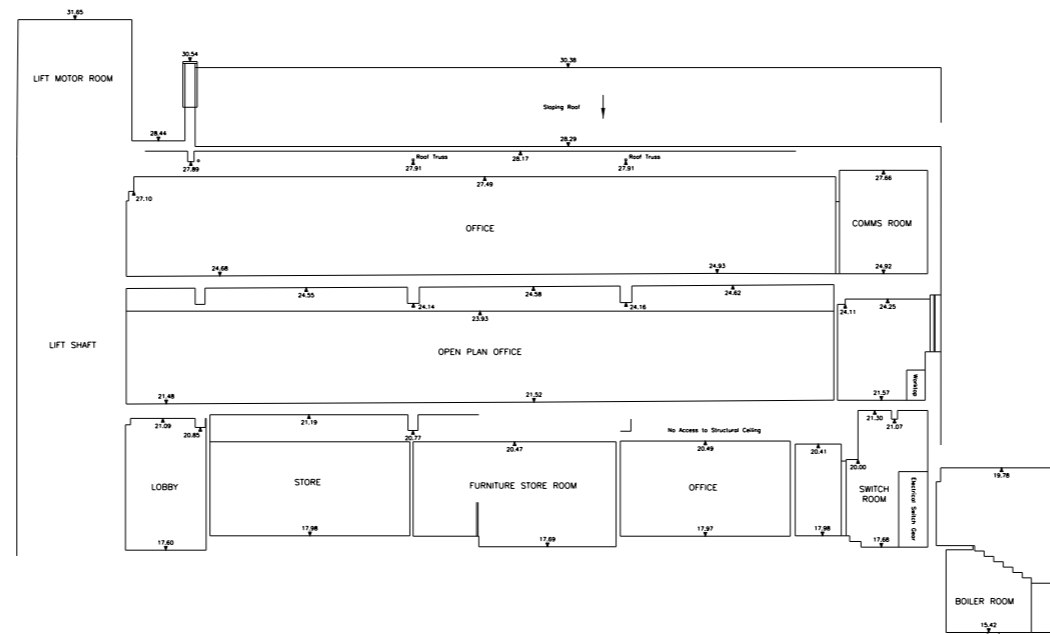 31.65
LIFT MOTOR ROOM
30.54
30.38
Sloping Roof
28.44
28.29
27.89
Roof Truss
27.91
28.17
Roof Truss
27.91
27.10
27.49
27.86
OFFICE
COMMS ROOM
24.68
24.93
24.92
24.55
24.14
24.58
24.16
24.62
24.11
24.25
23.93
LIFT SHAFT
OPEN PLAN OFFICE
Worktop
21.48
21.52
21.57
21.09
20.85
21.19
20.77
No Access to Structural Ceiling
21.30
21.07
20.47
20.49
20.41
20.00
19.78
LOBBY
STORE
FURNITURE STORE ROOM
OFFICE
SWITCH
ROOM
Electrical Switch Gear
17.60
17.98
17.69
17.97
17.98
17.68
BOILER ROOM
15.42